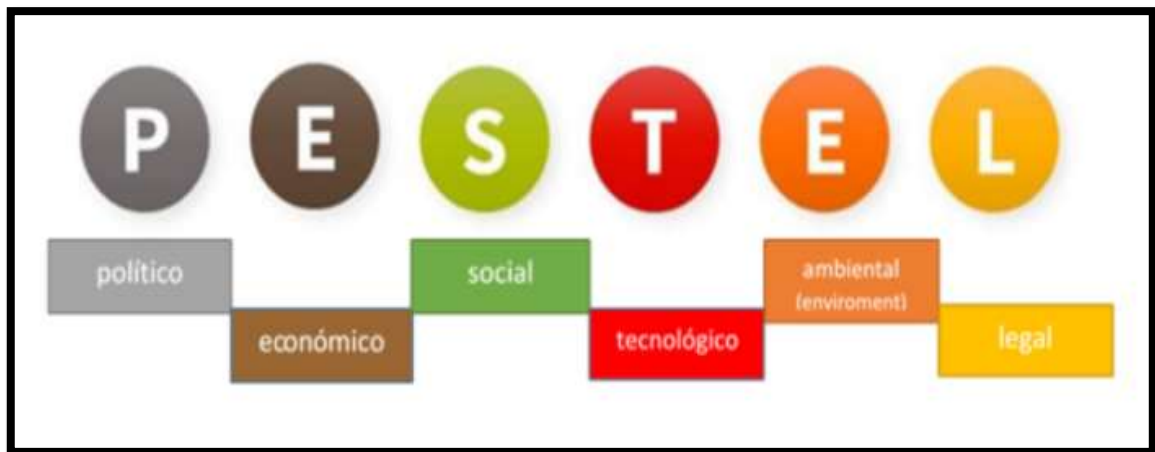 P E S T E L
político
económico
social
tecnológico
ambiental
(enviroment)
legal